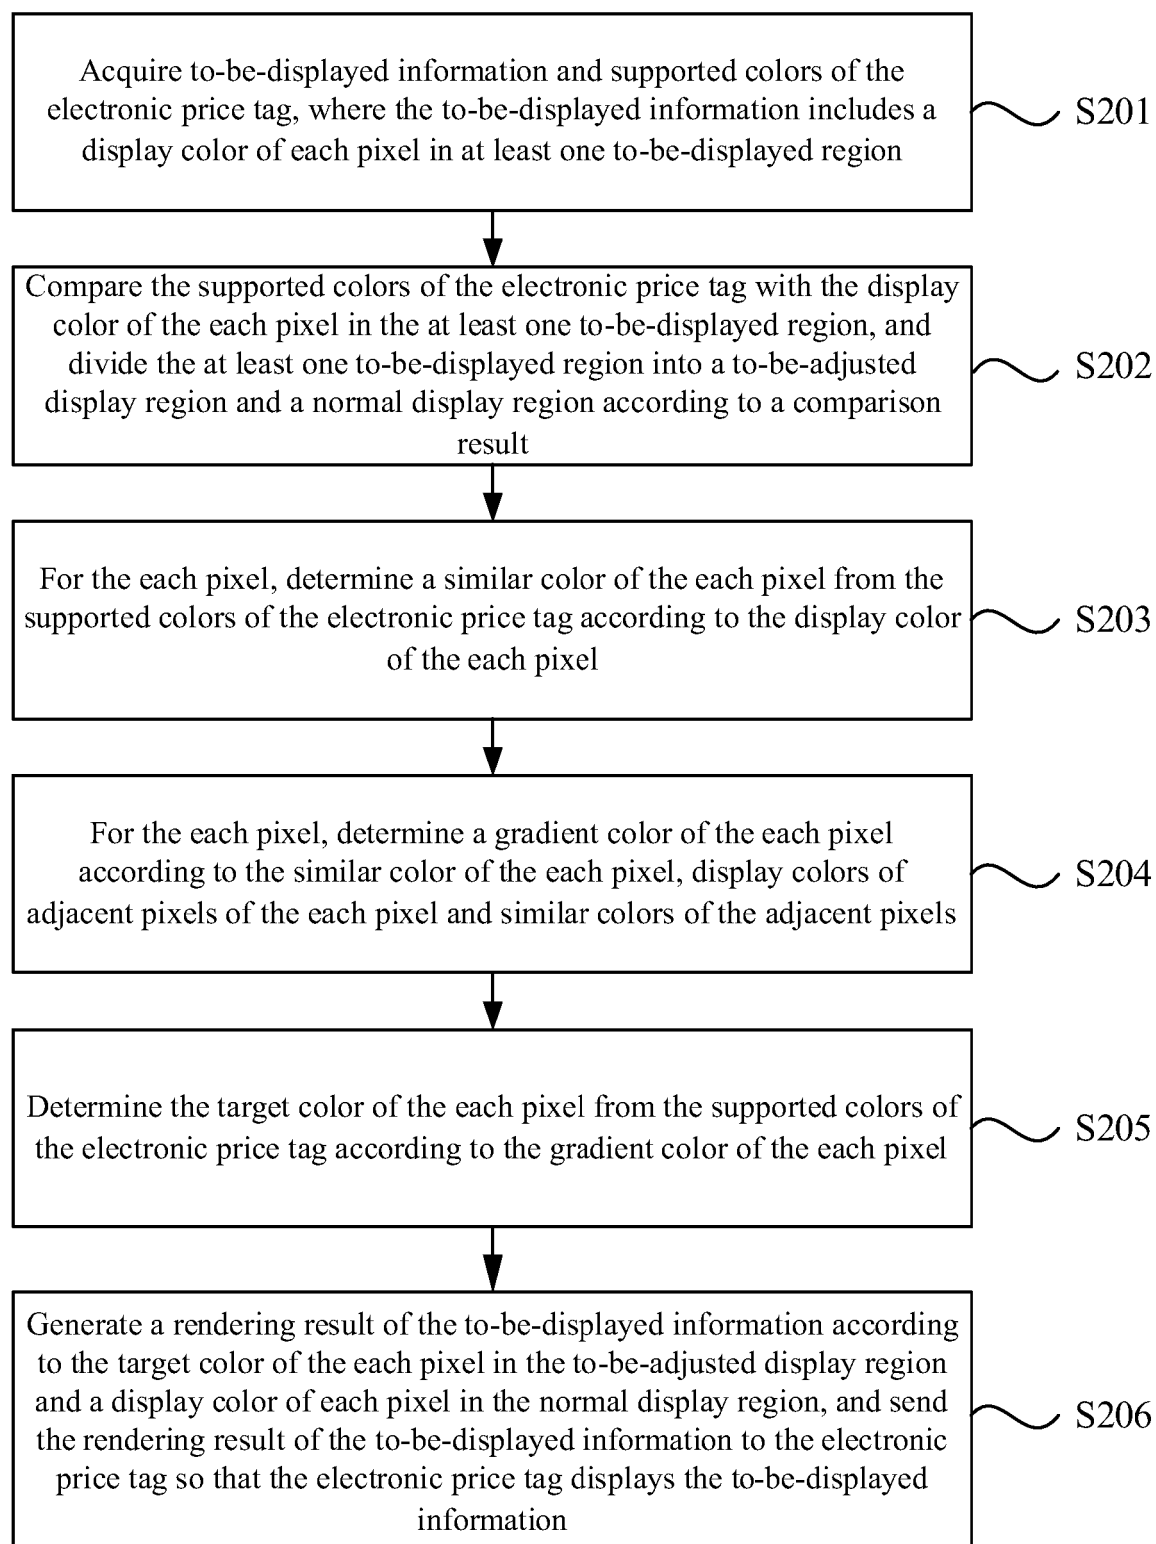 Acquire to-be-displayed information and supported colors of the
electronic price tag, where the to-be-displayed information includes a
display color of each pixel in at least one to-be-displayed region
S201
Compare the supported colors of the electronic price tag with the display
color of the each pixel in the at least one to-be-displayed region, and
divide the at least one to-be-displayed region into a to-be-adjusted
display region and a normal display region according to a comparison
result
S202
For the each pixel, determine a similar color of the each pixel from the
supported colors of the electronic price tag according to the display color
of the each pixel
S203
For the each pixel, determine a gradient color of the each pixel
according to the similar color of the each pixel, display colors of
adjacent pixels of the each pixel and similar colors of the adjacent pixels
S204
Determine the target color of the each pixel from the supported colors of
the electronic price tag according to the gradient color of the each pixel
S205
Generate a rendering result of the to-be-displayed information according
to the target color of the each pixel in the to-be-adjusted display region
and a display color of each pixel in the normal display region, and send
the rendering result of the to-be-displayed information to the electronic
price tag so that the electronic price tag displays the to-be-displayed
information
S206